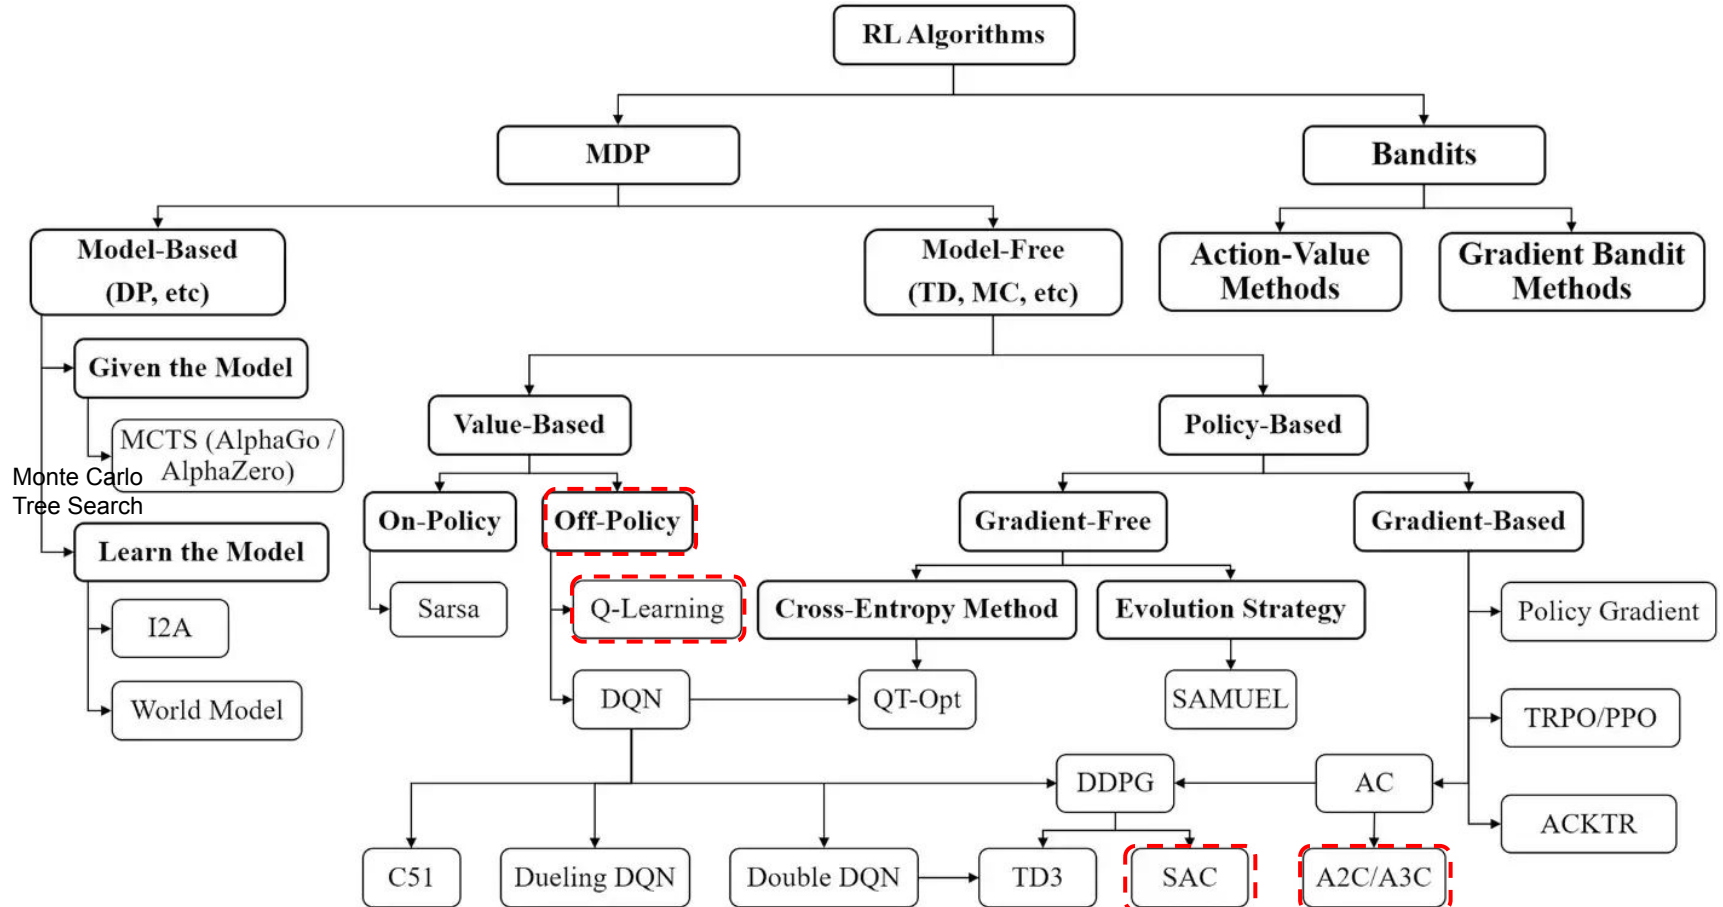 RL Algorithms
MDP
Bandits
Model-Based
(DP, etc)
Model-Free
(TD, MC, etc)
Action-Value
Methods
Gradient Bandit
Methods
Given the Model
MCTS (AlphaGo /
AlphaZero)
Monte Carlo
Tree Search
Learn the Model
I2A
World Model
Value-Based
Policy-Based
On-Policy
Off-Policy
Gradient-Free
Gradient-Based
Sarsa
Q-Learning
Cross-Entropy Method
Evolution Strategy
Policy Gradient
DQN
QT-Opt
SAMUEL
TRPO/PPO
DDPG
AC
ACKTR
C51
Dueling DQN
Double DQN
TD3
SAC
A2C/A3C